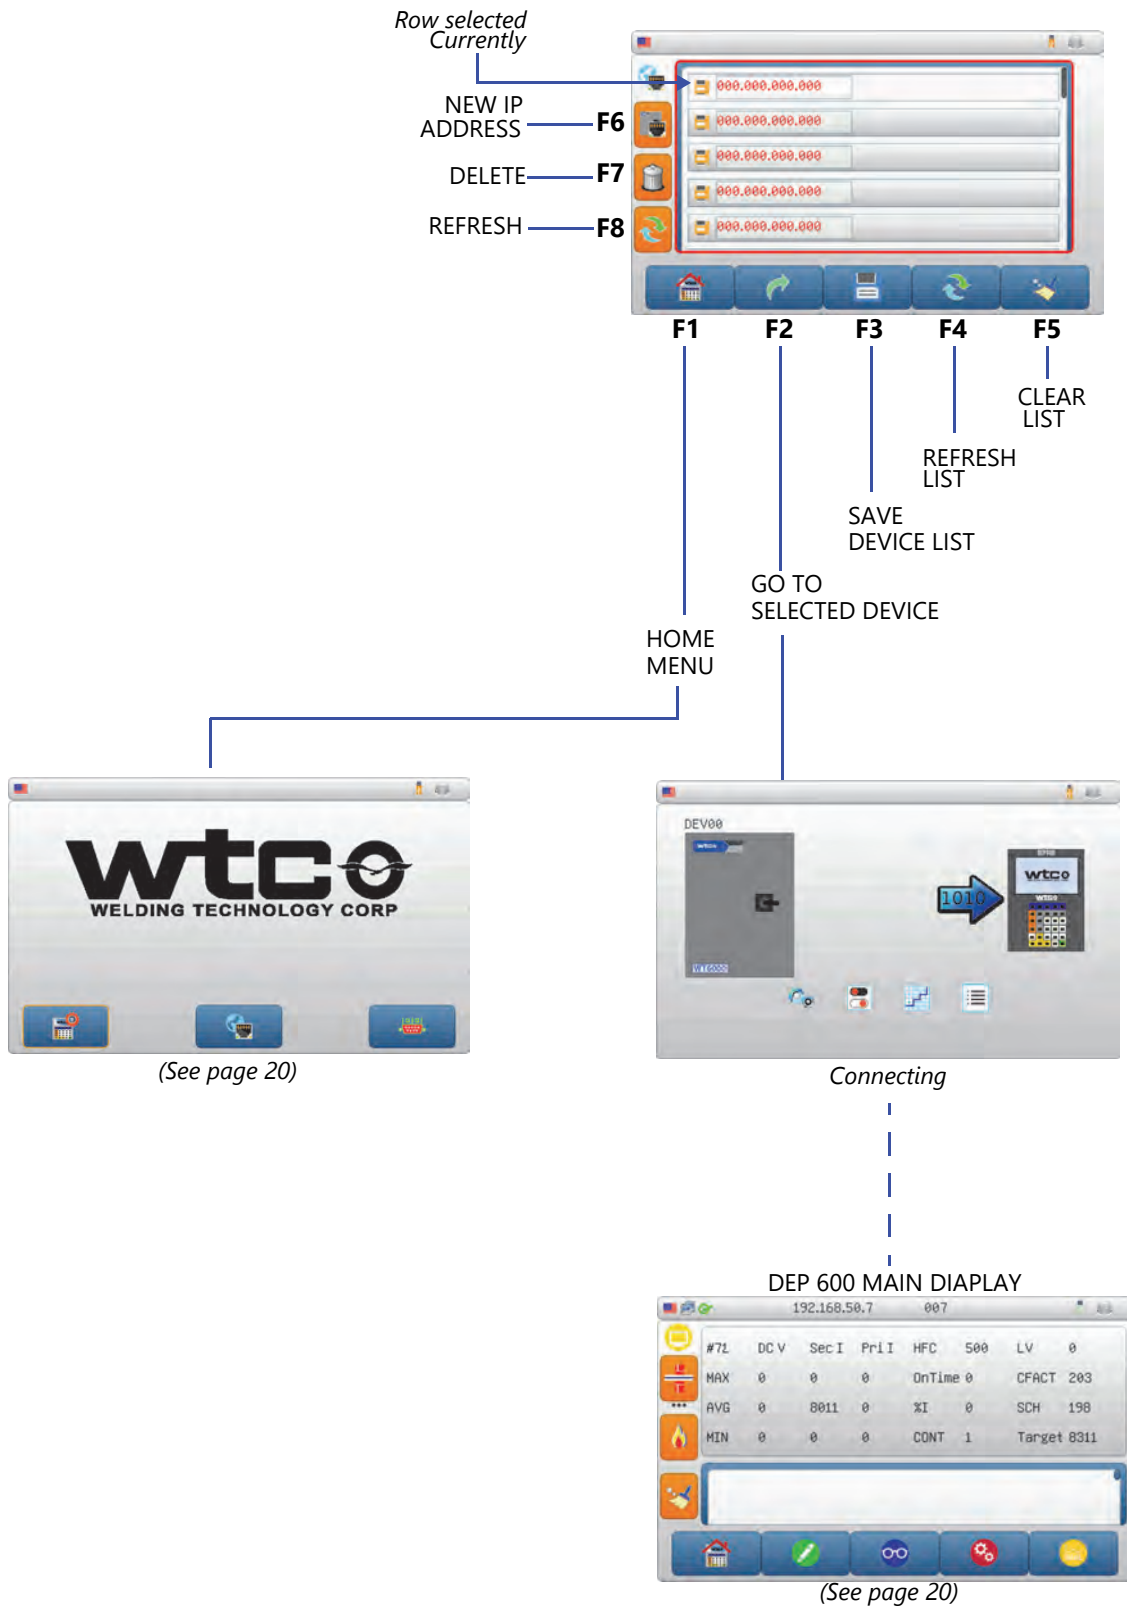 Row selected
Currently
000.000.000.000
NEW IP
ADDRESS
F6
000.000.000.000
000.000.000.000
DELETE
F7
000.000.000.000
REFRESH
F8
000.000.000.000
F1
F2
F3
F4
F5
CLEAR
LIST
REFRESH
LIST
SAVE
DEVICE LIST
GO TO
SELECTED DEVICE
HOME
MENU
wtco
WELDING TECHNOLOGY CORP
(See page 20)
DEV00
wtco
WT6000
1010
wtco
WTCO
Connecting
DEP 600 MAIN DIAPLAY
192.168.50.7 007
#71 DC V Sec I Pri I HFC 500 LV 0
MAX 0 0 0 OnTime 0 CFACT 203
AVG 0 8011 0 %I 0 SCH 198
MIN 0 0 0 CONT 1 Target 8311
(See page 20)